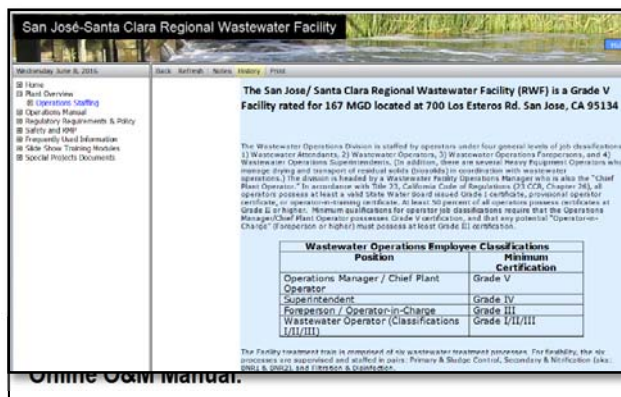 San José-Santa Clara Regional Wastewater Facility
Wednesday June 8, 2016
Back Refresh Notes History Print
Home
Plant Overview
Operations Staffing
Operations Manual
Regulatory Requirements & Policy
Safety and RMP
Frequently Used Information
Slide Show Training Modules
Special Projects Documents
The San Jose/ Santa Clara Regional Wastewater Facility (RWF) is a Grade V
Facility rated for 167 MGD located at 700 Los Esteros Rd. San Jose, CA 95134
The Wastewater Operations Division is staffed by operators under four general levels of job classifications
1) Wastewater Attendants, 2) Wastewater Operators, 3) Wastewater Operations Forepersons, and 4)
Wastewater Operations Superintendents. (In addition, there are several Heavy Equipment Operators who
manage drying and transport of residual solids (biosolids) in coordination with wastewater
operations.) The division is headed by a Wastewater Facility Operations Manager who is also the "Chief
Plant Operator." In accordance with Title 23, California Code of Regulations (23 CCR, Chapter 26), all
operators possess at least a valid State Water Board issued Grade I certificate, provisional operator
certificate, or operator-in-training certificate. At least 50 percent of all operators possess certificates at
Grade II or higher. Minimum qualifications for operator job classifications require that the Operations
Manager/Chief Plant Operator possesses Grade V certification, and that any potential "Operator-in-
Charge" (Foreperson or higher) must possess at least Grade III certification.
Wastewater Operations Employee Classifications
Position Minimum Certification
Operations Manager / Chief Plant Operator Grade V
Superintendent Grade IV
Foreperson / Operator-in-Charge Grade III
Wastewater Operator (Classifications I/II/III) Grade I/II/III
The Facility treatment train is comprised of six wastewater treatment processes. For flexibility, the six
processes are supervised and staffed in pairs: Primary & Sludge Control, Secondary & Nitrification (aka:
BNR1 & BNR2), and Filtration & Disinfection.
Online O&M Manual.